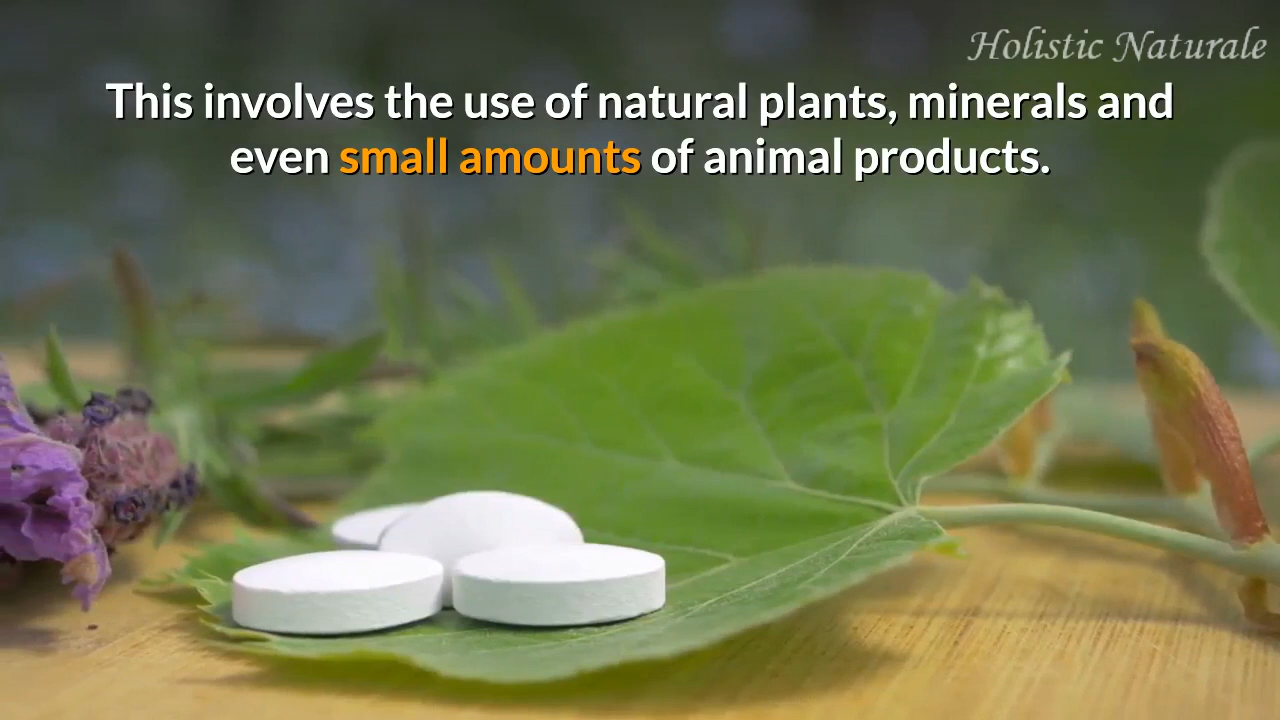 Holistic Naturale
This involves the use of natural plants, minerals and
even small amounts of animal products.